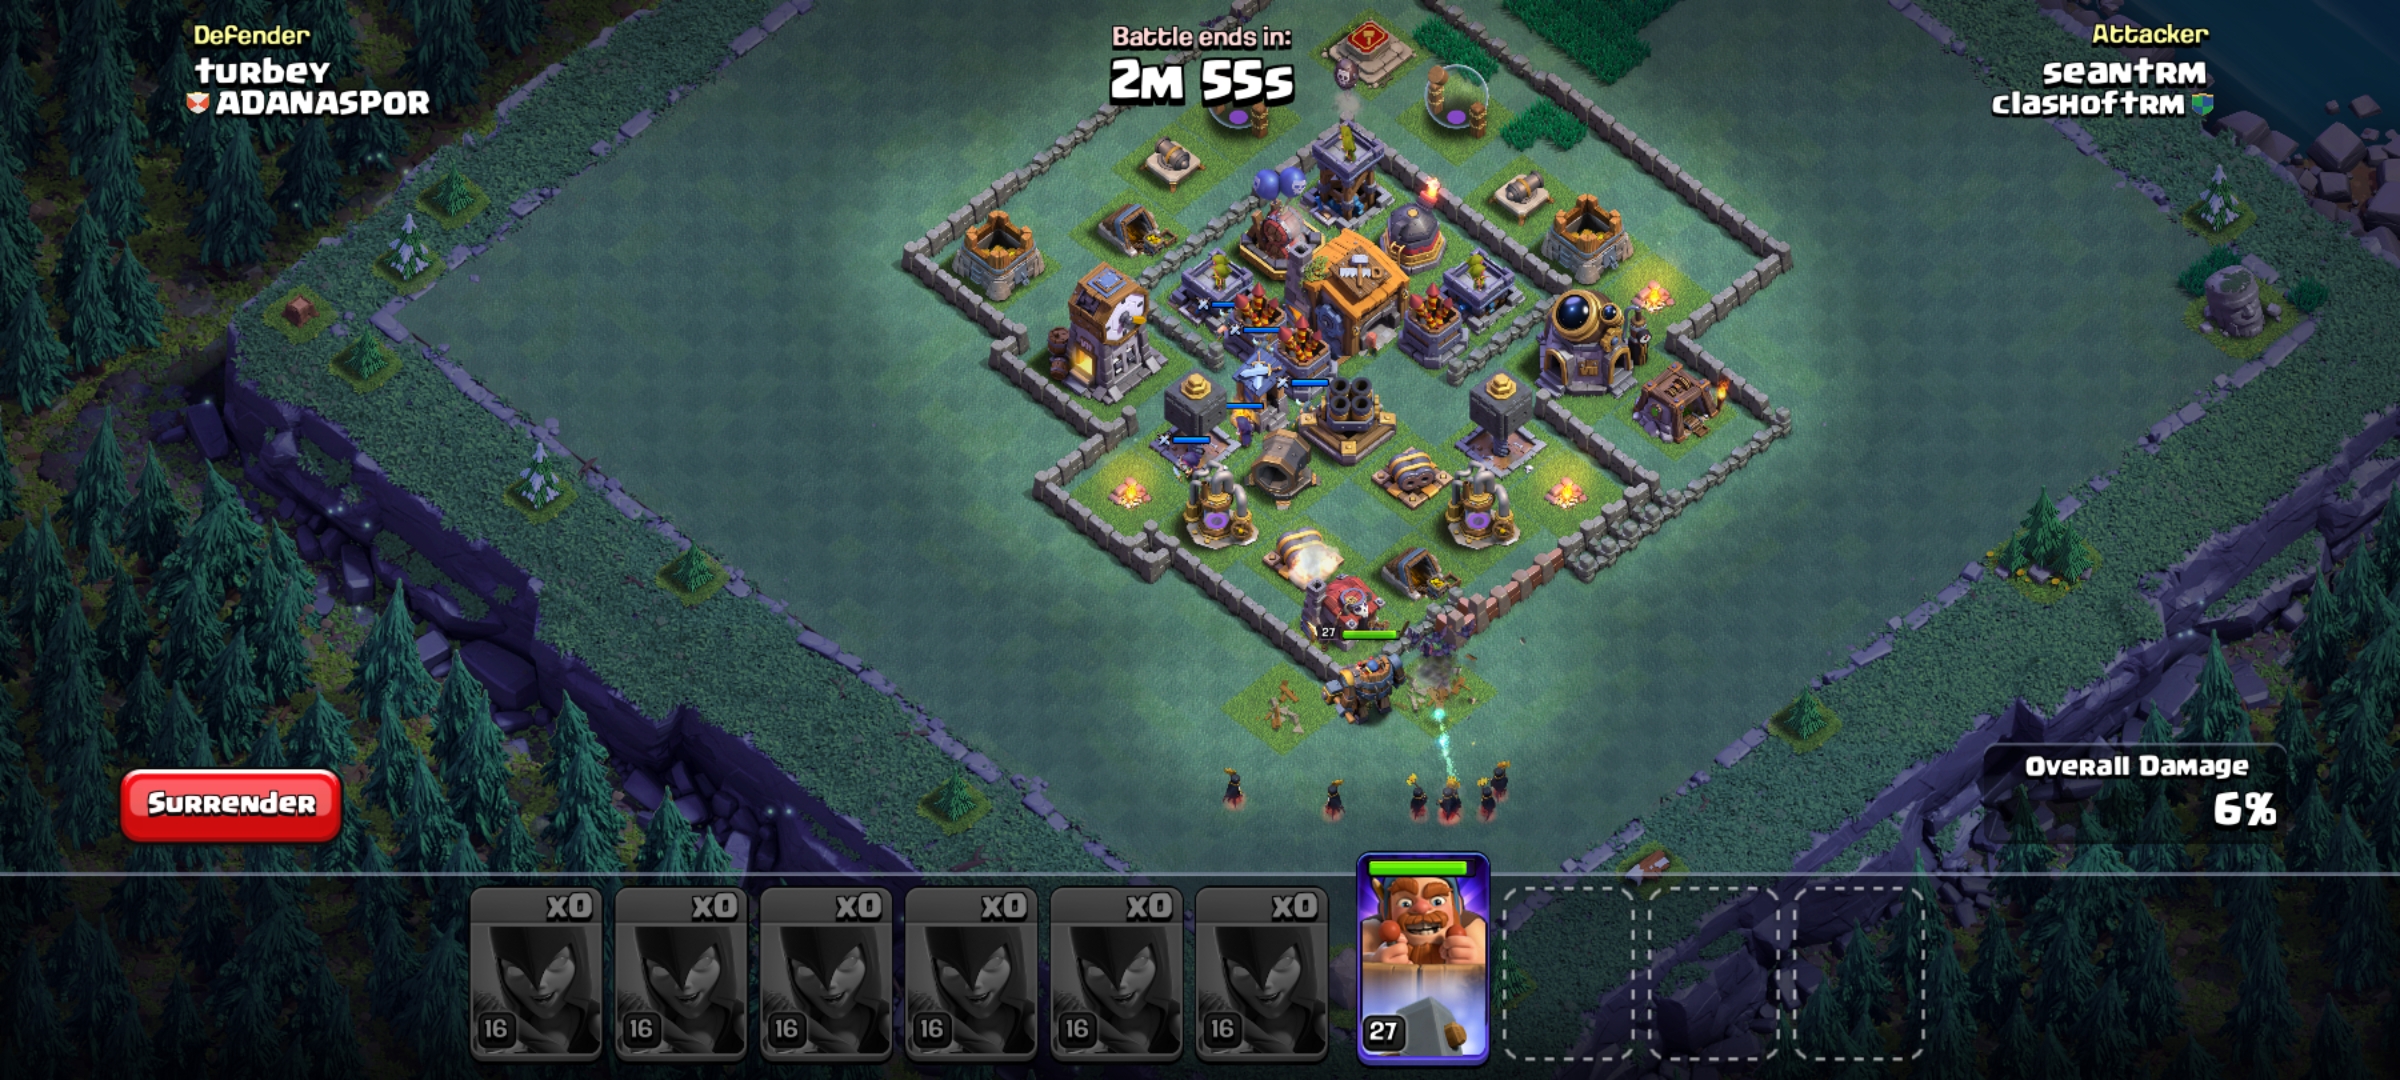 Defender
turbey
ADANASPOR
Battle ends in:
2M 55s
Attacker
seantrm
clashoftrm
27
Surrender
Overall Damage
6%
x0
x0
x0
x0
x0
x0
16
16
16
16
16
16
27